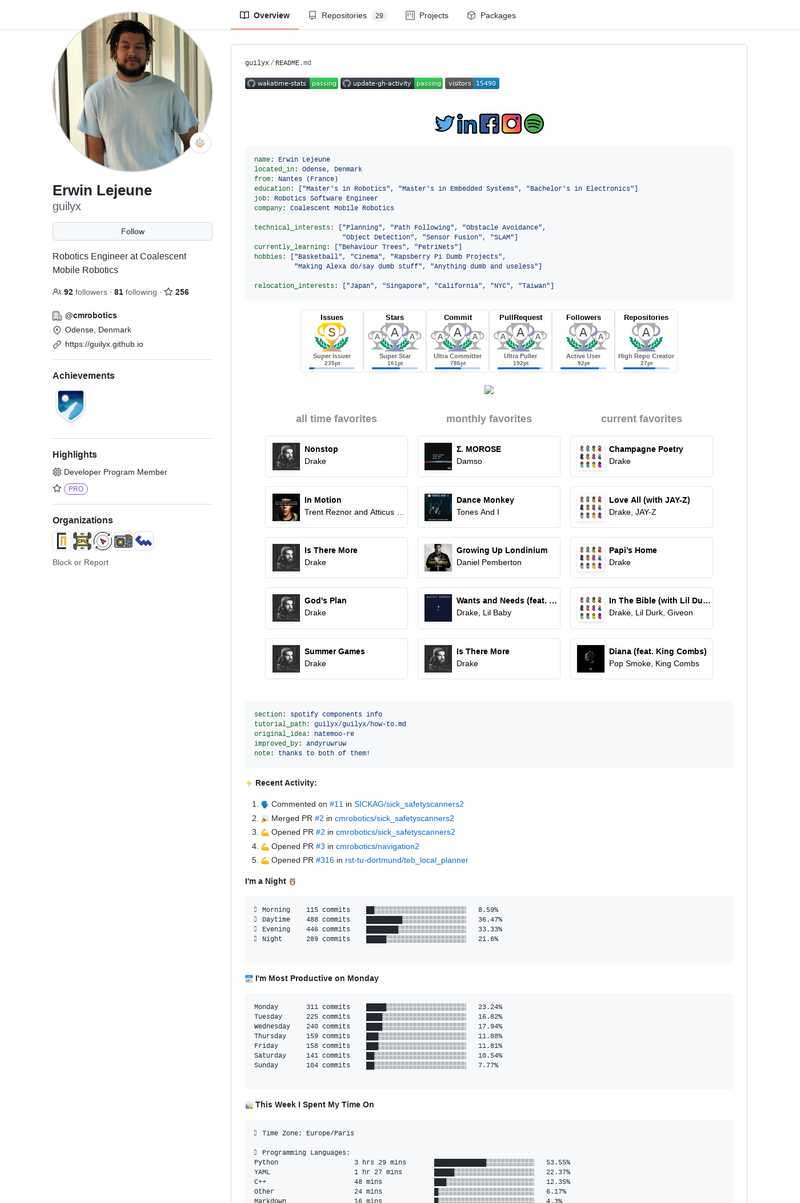 Overview
Repositories 29
Projects
Packages
Erwin Lejeune
guilyx
Follow
Robotics Engineer at Coalescent
Mobile Robotics
92 followers · 81 following · 256
@cmrobotics
Odense, Denmark
https://guilyx.github.io
Achievements
Highlights
Developer Program Member
PRO
Organizations
Block or Report
guilyx/README.md
wakatime-stats passing
update-gh-activity passing
visitors 15490
name: Erwin Lejeune
located_in: Odense, Denmark
from: Nantes (France)
education: ["Master's in Robotics", "Master's in Embedded Systems", "Bachelor's in Electronics"]
job: Robotics Software Engineer
company: Coalescent Mobile Robotics
technical_interests: ["Planning", "Path Following", "Obstacle Avoidance",
"Object Detection", "Sensor Fusion", "SLAM"]
currently_learning: ["Behaviour Trees", "PetriNets"]
hobbies: ["Basketball", "Cinema", "Rapsberry Pi Dumb Projects",
"Making Alexa do/say dumb stuff", "Anything dumb and useless"]
relocation_interests: ["Japan", "Singapore", "California", "NYC", "Taiwan"]
Issues
S
Super Issuer
235pt
Stars
A A A
Super Star
161pt
Commit
A A A
Ultra Committer
786pt
PullRequest
A A A
Ultra Puller
192pt
Followers
A
Active User
92pt
Repositories
A
High Repo Creator
27pt
all time favorites
Nonstop
Drake
In Motion
Trent Reznor and Atticus ...
Is There More
Drake
God's Plan
Drake
Summer Games
Drake
monthly favorites
Σ. MOROSE
Damso
Dance Monkey
Tones And I
Growing Up Londinium
Daniel Pemberton
Wants and Needs (feat. ...
Drake, Lil Baby
Is There More
Drake
current favorites
Champagne Poetry
Drake
Love All (with JAY-Z)
Drake, JAY-Z
Papi's Home
Drake
In The Bible (with Lil Du...
Drake, Lil Durk, Giveon
Diana (feat. King Combs)
Pop Smoke, King Combs
section: spotify components info
tutorial_path: guilyx/guilyx/how-to.md
original_idea: natemoo-re
improved_by: andyruwruw
note: thanks to both of them!
Recent Activity:
1. Commented on #11 in SICKAG/sick_safetyscanners2
2. Merged PR #2 in cmrobotics/sick_safetyscanners2
3. Opened PR #2 in cmrobotics/sick_safetyscanners2
4. Opened PR #3 in cmrobotics/navigation2
5. Opened PR #316 in rst-tu-dortmund/teb_local_planner
I'm a Night
Morning 115 commits 8.59%
Daytime 488 commits 36.47%
Evening 446 commits 33.33%
Night 289 commits 21.6%
I'm Most Productive on Monday
Monday 311 commits 23.24%
Tuesday 225 commits 16.82%
Wednesday 240 commits 17.94%
Thursday 159 commits 11.88%
Friday 158 commits 11.81%
Saturday 141 commits 10.54%
Sunday 104 commits 7.77%
This Week I Spent My Time On
Time Zone: Europe/Paris
Programming Languages:
Python 3 hrs 29 mins 53.55%
YAML 1 hr 27 mins 22.37%
C++ 48 mins 12.35%
Other 24 mins 6.17%
Markdown 16 mins 4.3%